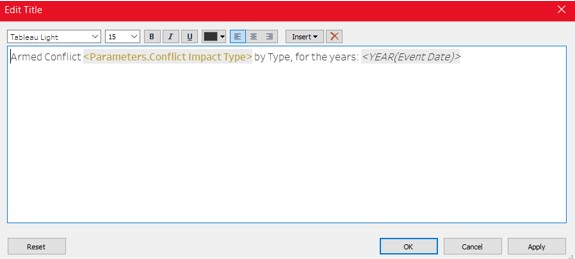 Edit Title
Tableau Light 15 B I U Insert
Armed Conflict <Parameters.Conflict Impact Type> by Type, for the years: <YEAR(Event Date)>
Reset OK Cancel Apply